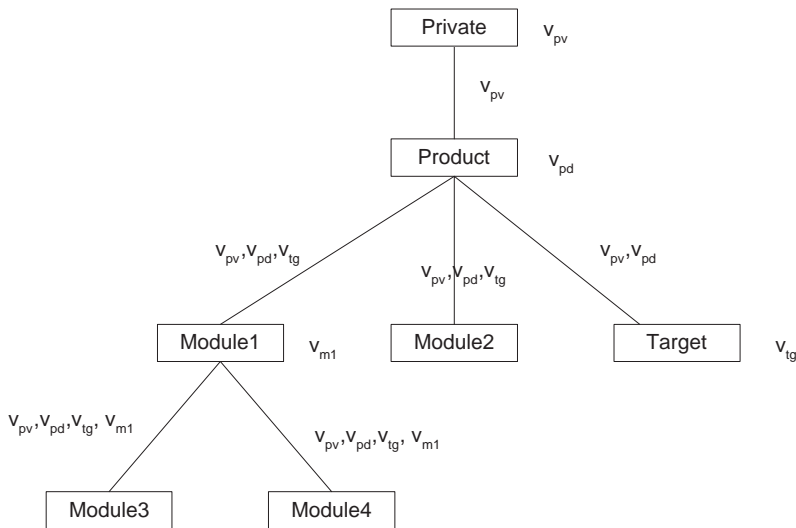 Private
v_pv
v_pv
Product
v_pd
v_pv,v_pd,v_tg
v_pv,v_pd,v_tg
v_pv,v_pd
Module1
v_m1
Module2
Target
v_tg
v_pv,v_pd,v_tg, v_m1
v_pv,v_pd,v_tg, v_m1
Module3
Module4